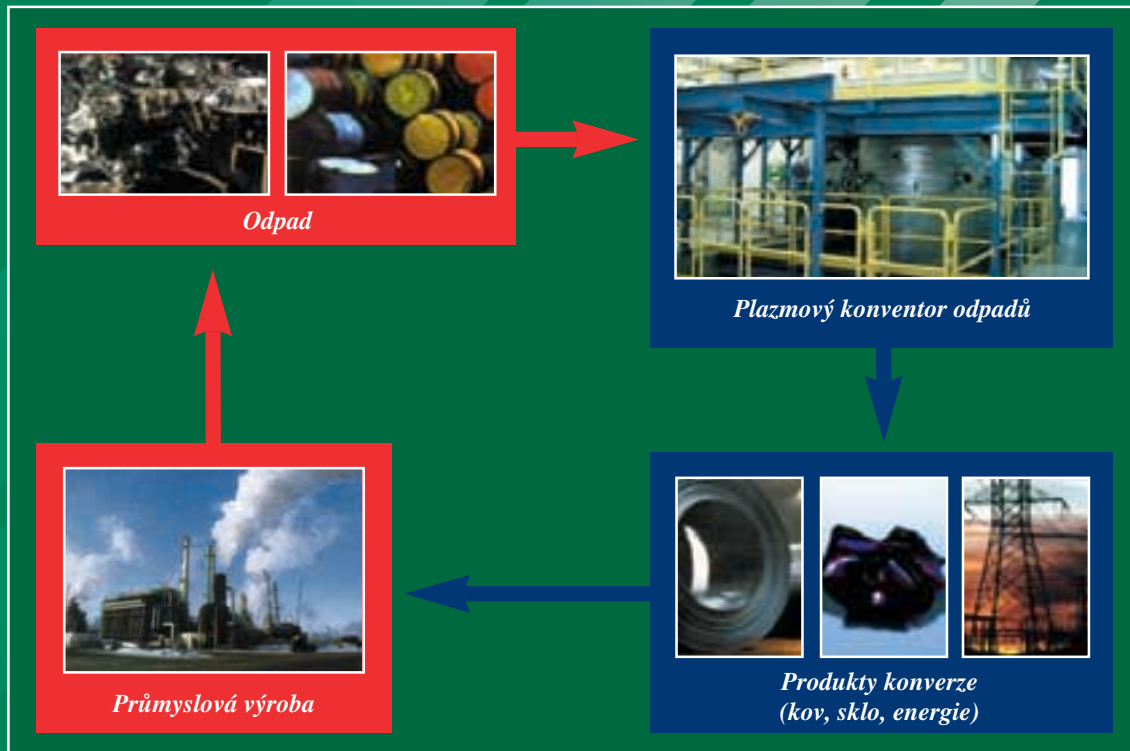 Odpad
Plazmový konventor odpadů
Průmyslová výroba
Produkty konverze
(kov, sklo, energie)